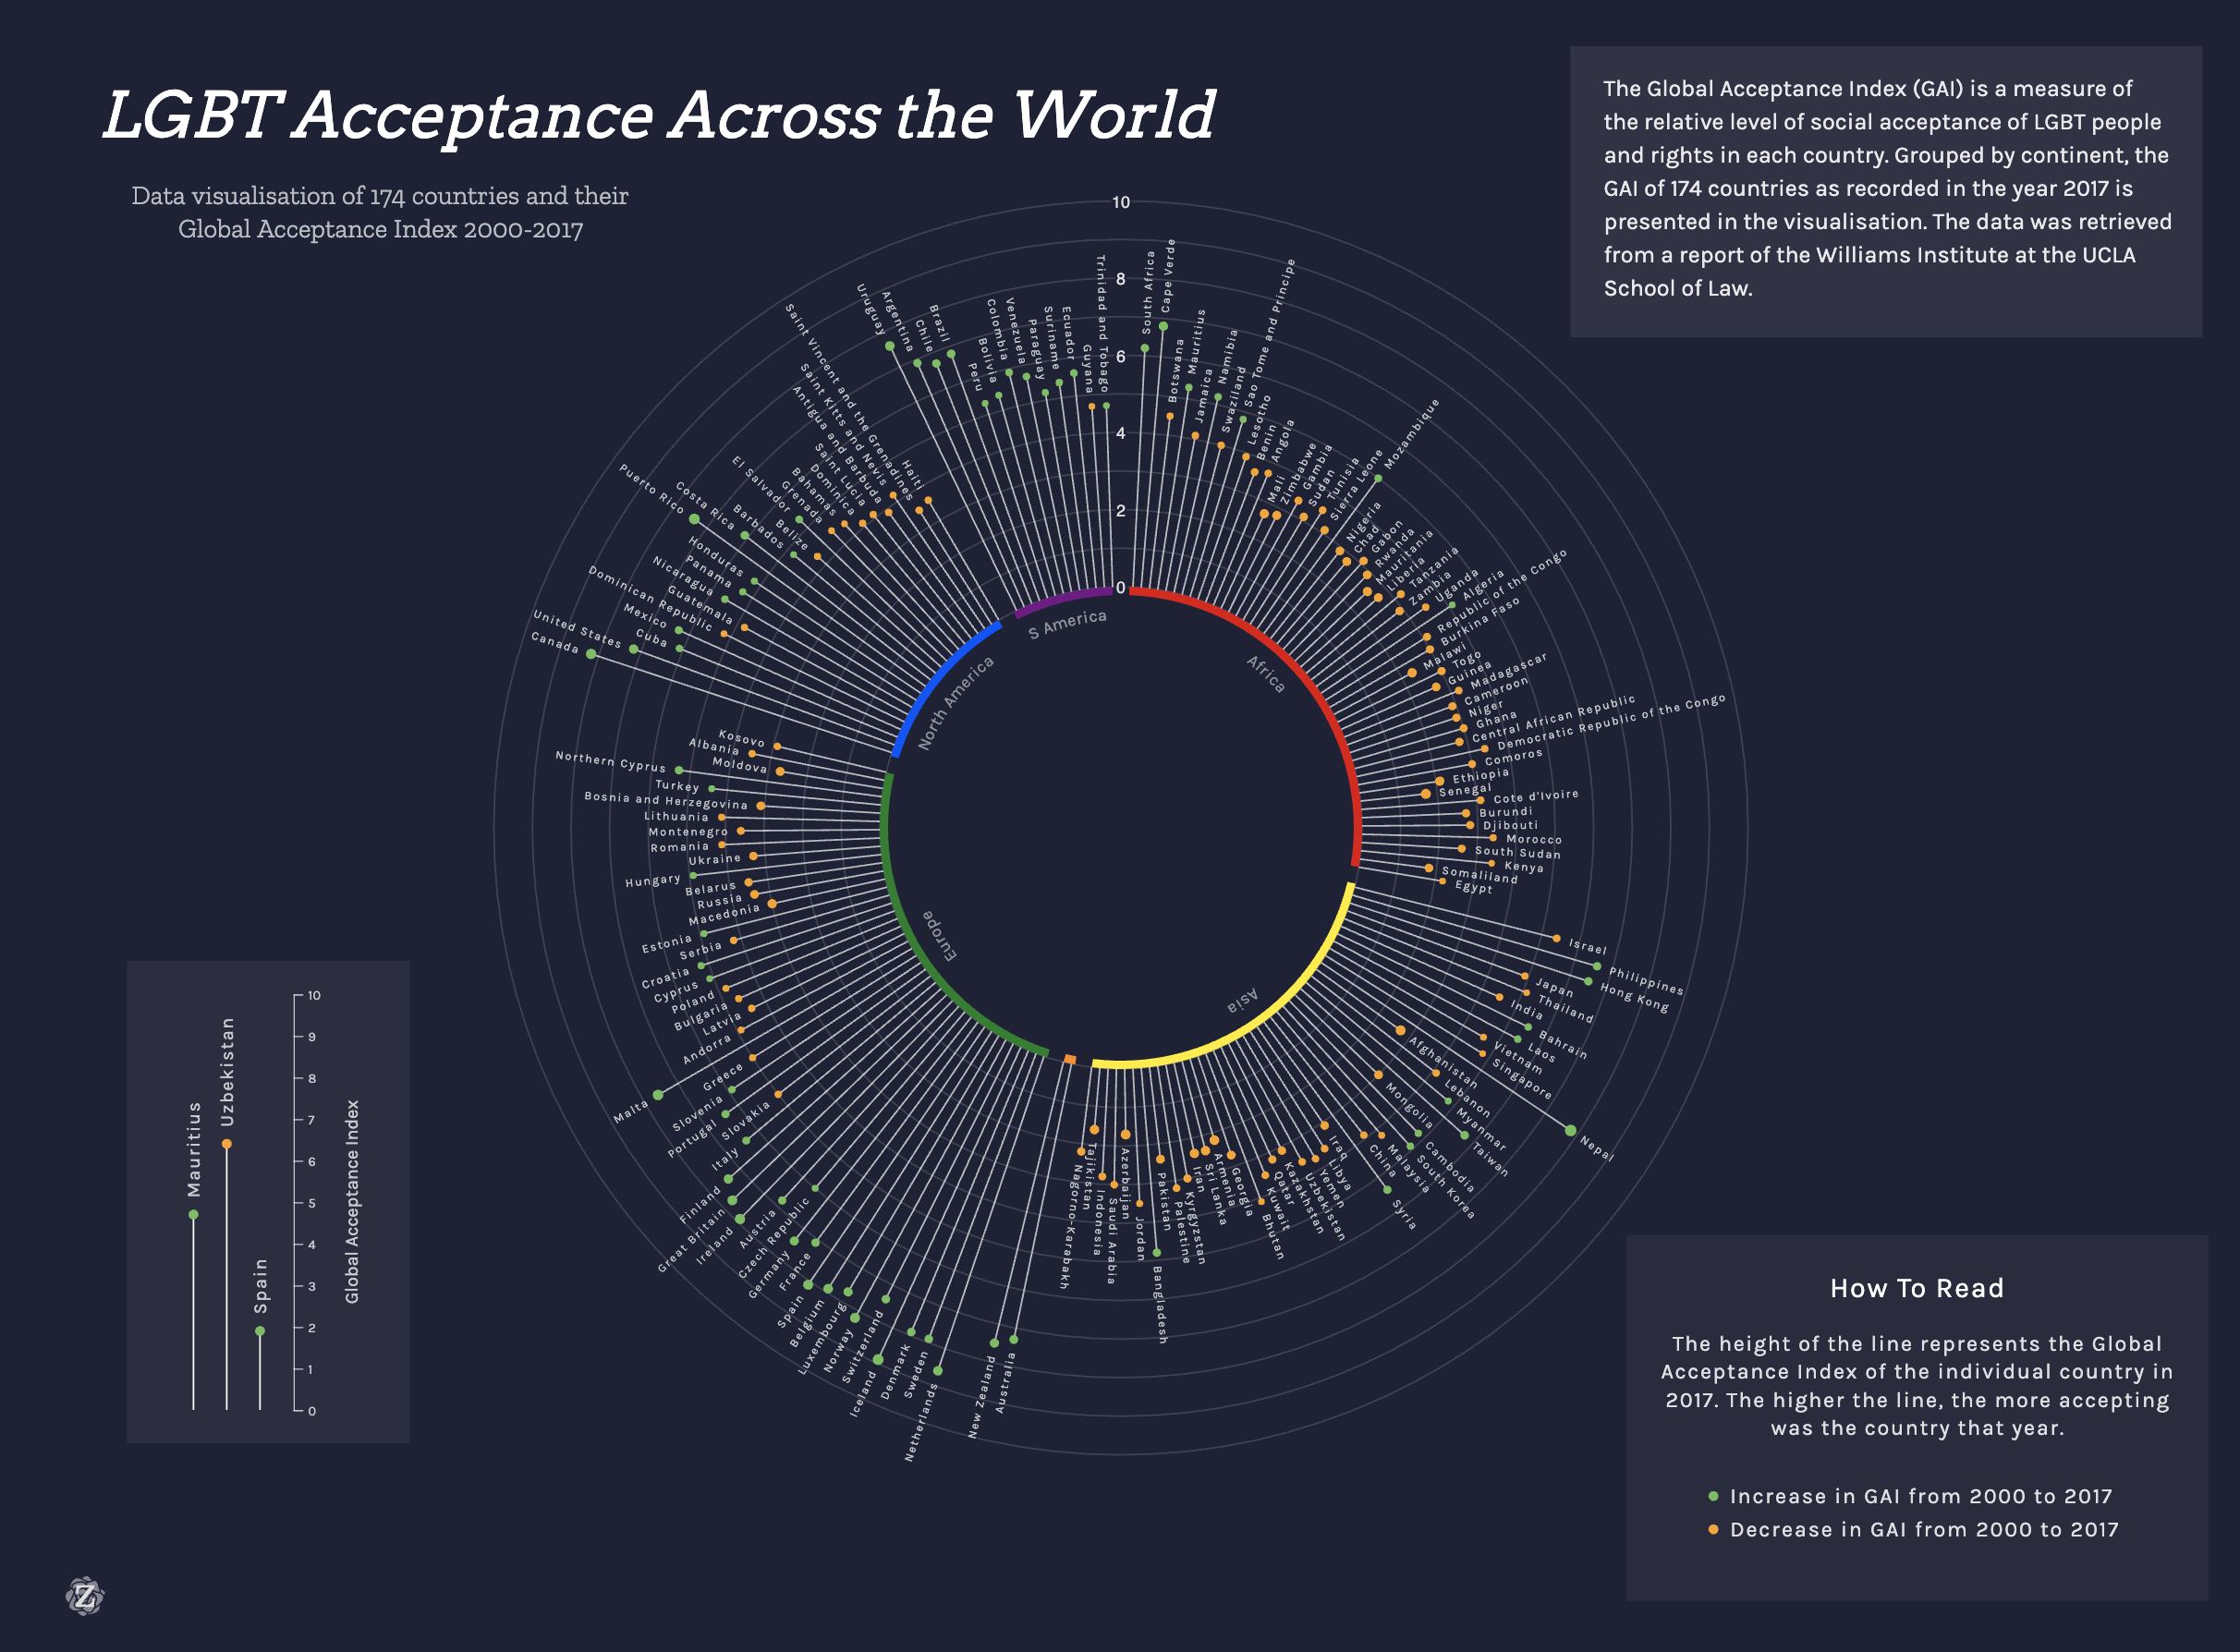 LGBT Acceptance Across the World
Data visualisation of 174 countries and their
Global Acceptance Index 2000-2017
The Global Acceptance Index (GAI) is a measure of
the relative level of social acceptance of LGBT people
and rights in each country. Grouped by continent, the
GAI of 174 countries as recorded in the year 2017 is
presented in the visualisation. The data was retrieved
from a report of the Williams Institute at the UCLA
School of Law.
10
8
6
4
2
0
Africa
South Africa
Cape Verde
Botswana
Mauritius
Jamaica
Namibia
Swaziland
Sao Tome and Principe
Lesotho
Benin
Angola
Mali
Zimbabwe
Gambia
Sudan
Tunisia
Sierra Leone
Mozambique
Nigeria
Chad
Gabon
Rwanda
Mauritania
Liberia
Tanzania
Zambia
Uganda
Algeria
Republic of the Congo
Burkina Faso
Malawi
Togo
Guinea
Madagascar
Cameroon
Niger
Ghana
Central African Republic
Democratic Republic of the Congo
Comoros
Ethiopia
Senegal
Cote d'Ivoire
Burundi
Djibouti
Morocco
South Sudan
Kenya
Somaliland
Egypt
Asia
Israel
Philippines
Hong Kong
Japan
Thailand
India
Bahrain
Laos
Vietnam
Singapore
Nepal
Afghanistan
Lebanon
Myanmar
Mongolia
Taiwan
Cambodia
South Korea
Malaysia
China
Syria
Iraq
Libya
Yemen
Uzbekistan
Kazakhstan
Qatar
Kuwait
Bhutan
Georgia
Armenia
Sri Lanka
Iran
Kyrgyzstan
Palestine
Pakistan
Bangladesh
Jordan
Azerbaijan
Saudi Arabia
Indonesia
Tajikistan
Nagorno-Karabakh
Australia
New Zealand
Europe
Netherlands
Sweden
Denmark
Iceland
Switzerland
Norway
Luxembourg
Belgium
Spain
France
Germany
Czech Republic
Austria
Ireland
Great Britain
Finland
Italy
Slovakia
Portugal
Slovenia
Greece
Malta
Andorra
Latvia
Bulgaria
Poland
Cyprus
Croatia
Serbia
Estonia
Macedonia
Russia
Belarus
Hungary
Ukraine
Romania
Montenegro
Lithuania
Bosnia and Herzegovina
Turkey
Northern Cyprus
Moldova
Albania
Kosovo
North America
Canada
United States
Cuba
Mexico
Dominican Republic
Guatemala
Nicaragua
Panama
Honduras
Puerto Rico
Costa Rica
Barbados
Belize
El Salvador
Grenada
Bahamas
Dominica
Saint Lucia
Antigua and Barbuda
Saint Kitts and Nevis
Saint Vincent and the Grenadines
Haiti
S America
Uruguay
Argentina
Chile
Brazil
Peru
Bolivia
Colombia
Venezuela
Paraguay
Suriname
Ecuador
Guyana
Trinidad and Tobago
Mauritius
Uzbekistan
Spain
10
9
8
7
6
5
4
3
2
1
0
Global Acceptance Index
How To Read
The height of the line represents the Global
Acceptance Index of the individual country in
2017. The higher the line, the more accepting
was the country that year.
Increase in GAI from 2000 to 2017
Decrease in GAI from 2000 to 2017
Z